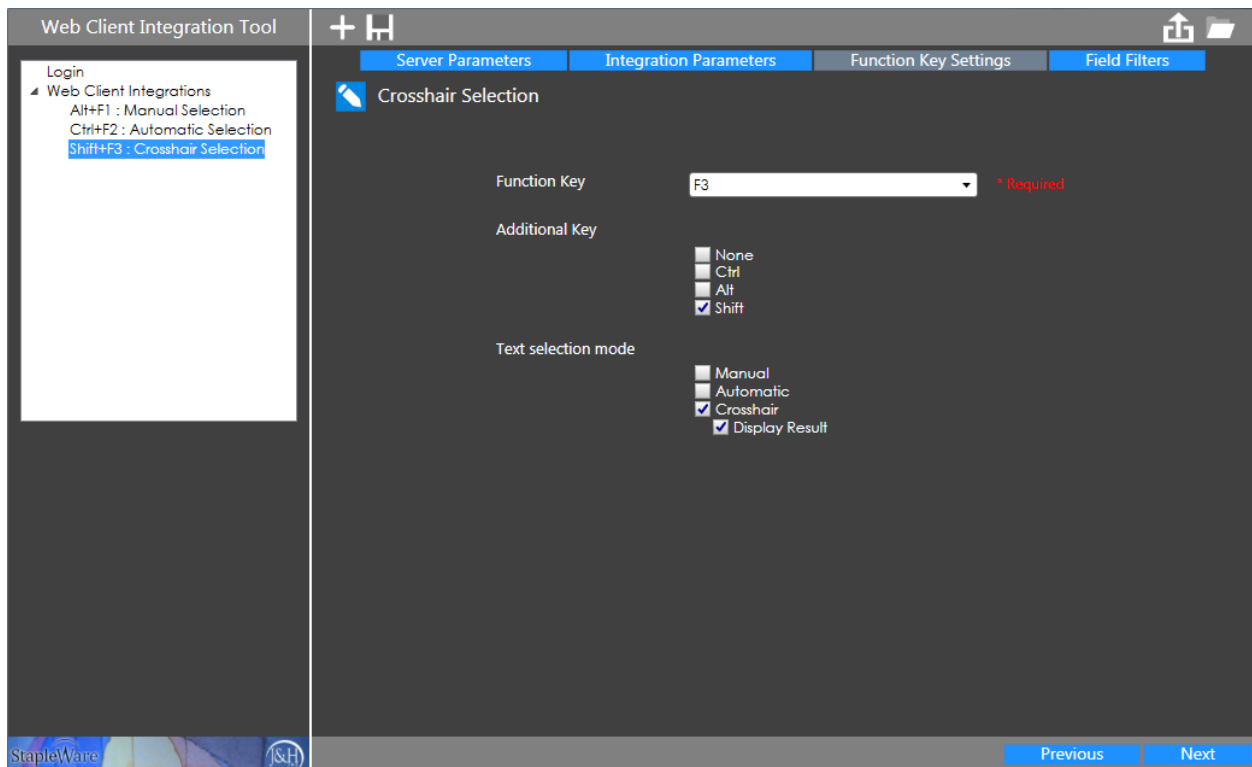 Web Client Integration Tool
Login
Web Client Integrations
Alt+F1 : Manual Selection
Ctrl+F2 : Automatic Selection
Shift+F3 : Crosshair Selection
Server Parameters Integration Parameters Function Key Settings Field Filters
Crosshair Selection
Function Key F3 * Required
Additional Key
None
Ctrl
Alt
Shift
Text selection mode
Manual
Automatic
Crosshair
Display Result
StapleWare J&H
Previous Next